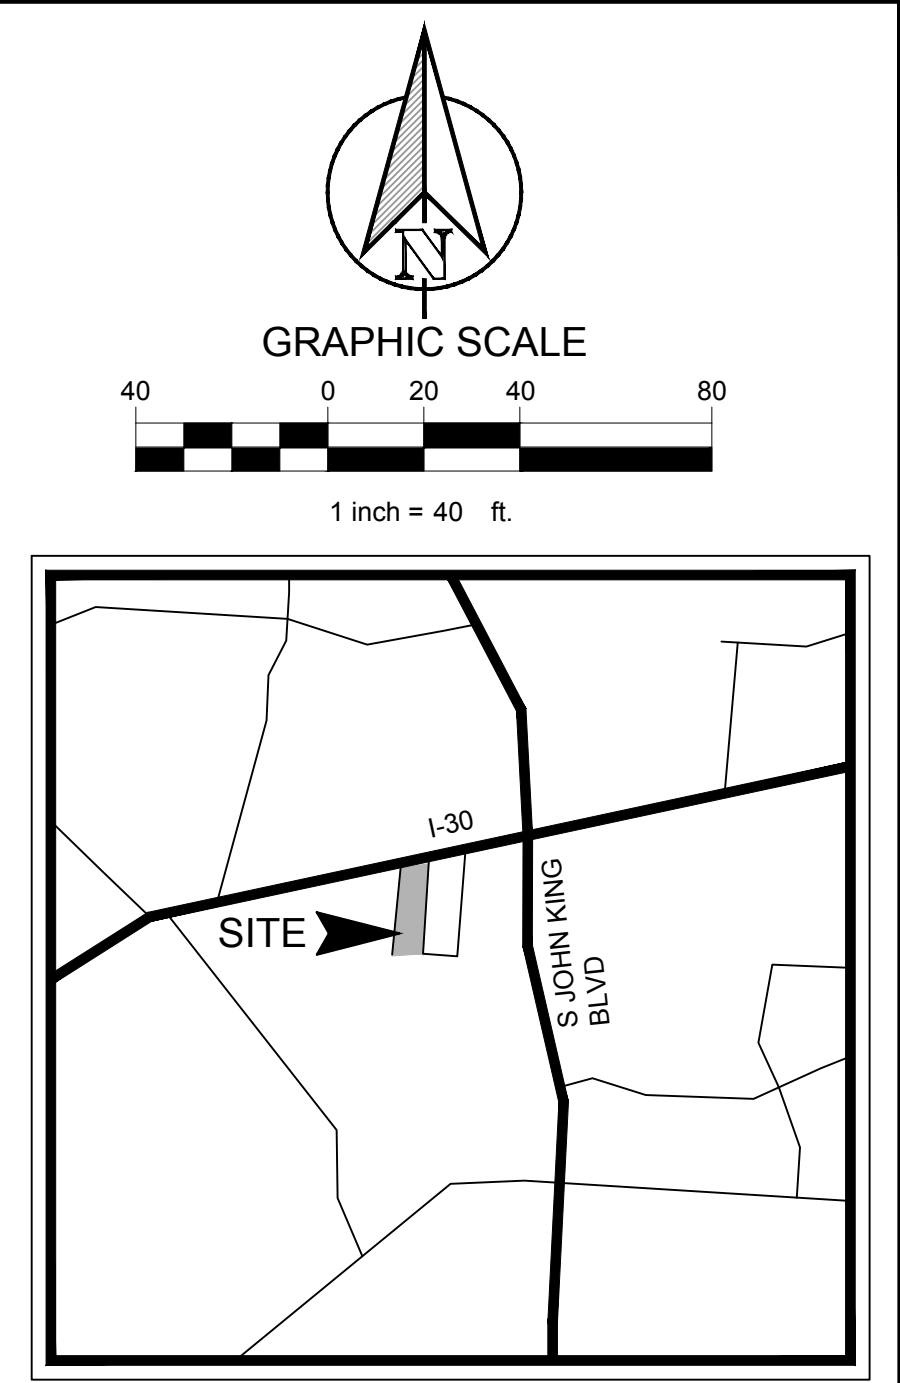 N
GRAPHIC SCALE
40 0 20 40 80
1 inch = 40 ft.
I-30
SITE
S JOHN KING
BLVD